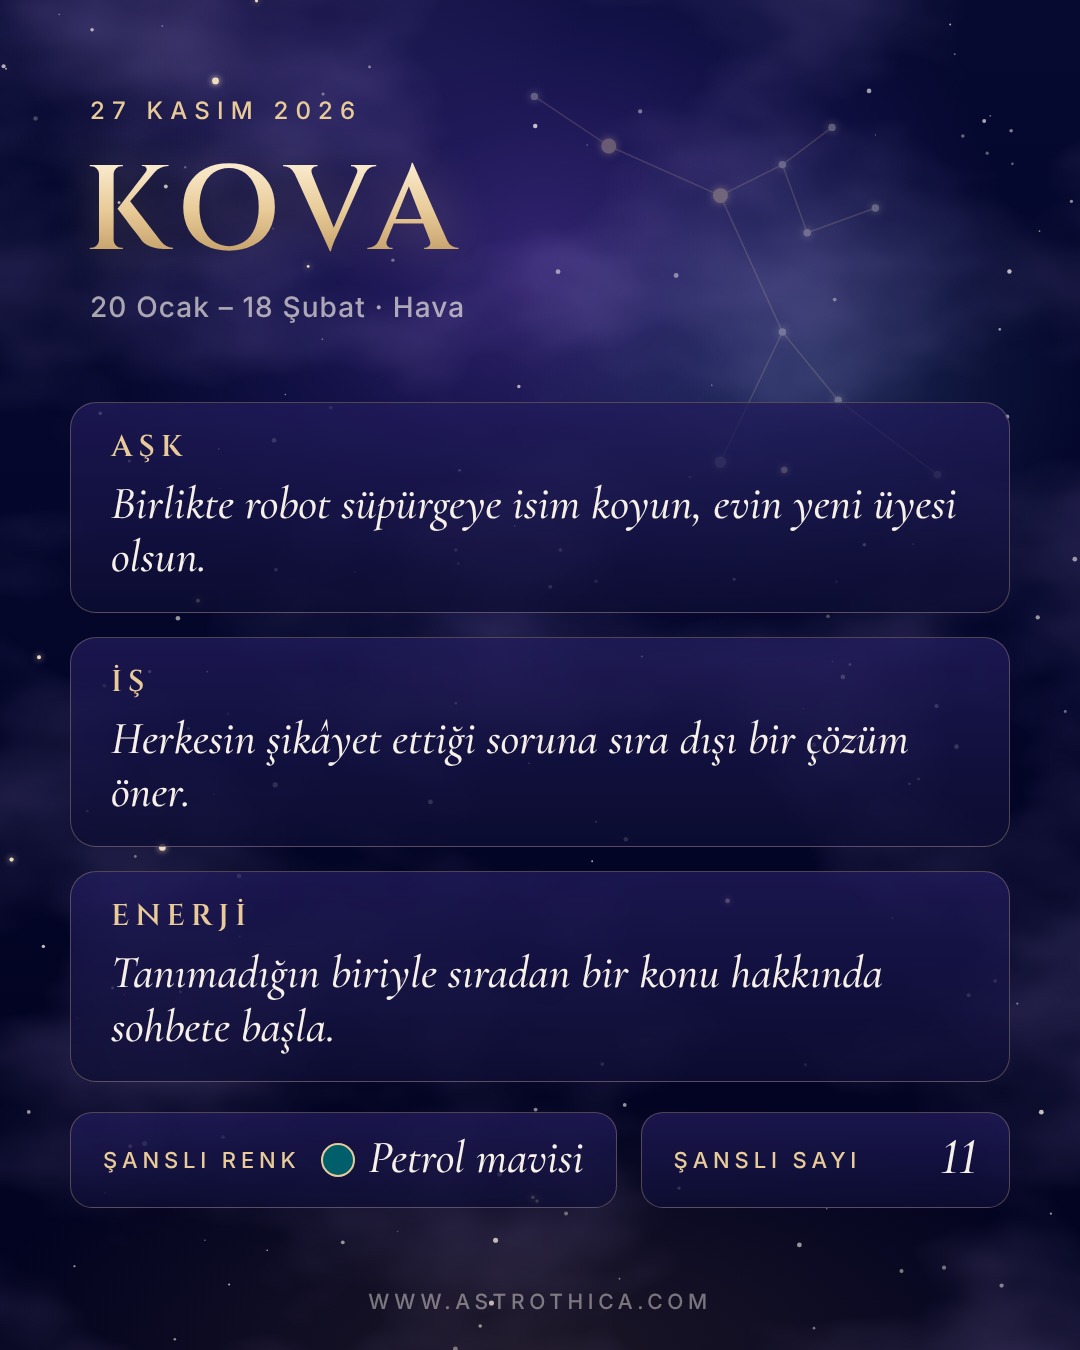 27 KASIM 2026
KOVA
20 Ocak – 18 Şubat · Hava
AŞK
Birlikte robot süpürgeye isim koyun, evin yeni üyesi
olsun.
İŞ
Herkesin şikâyet ettiği soruna sıra dışı bir çözüm
öner.
ENERJİ
Tanımadığın biriyle sıradan bir konu hakkında
sohbete başla.
ŞANSLI RENK Petrol mavisi
ŞANSLI SAYI 11
WWW.ASTROTHICA.COM